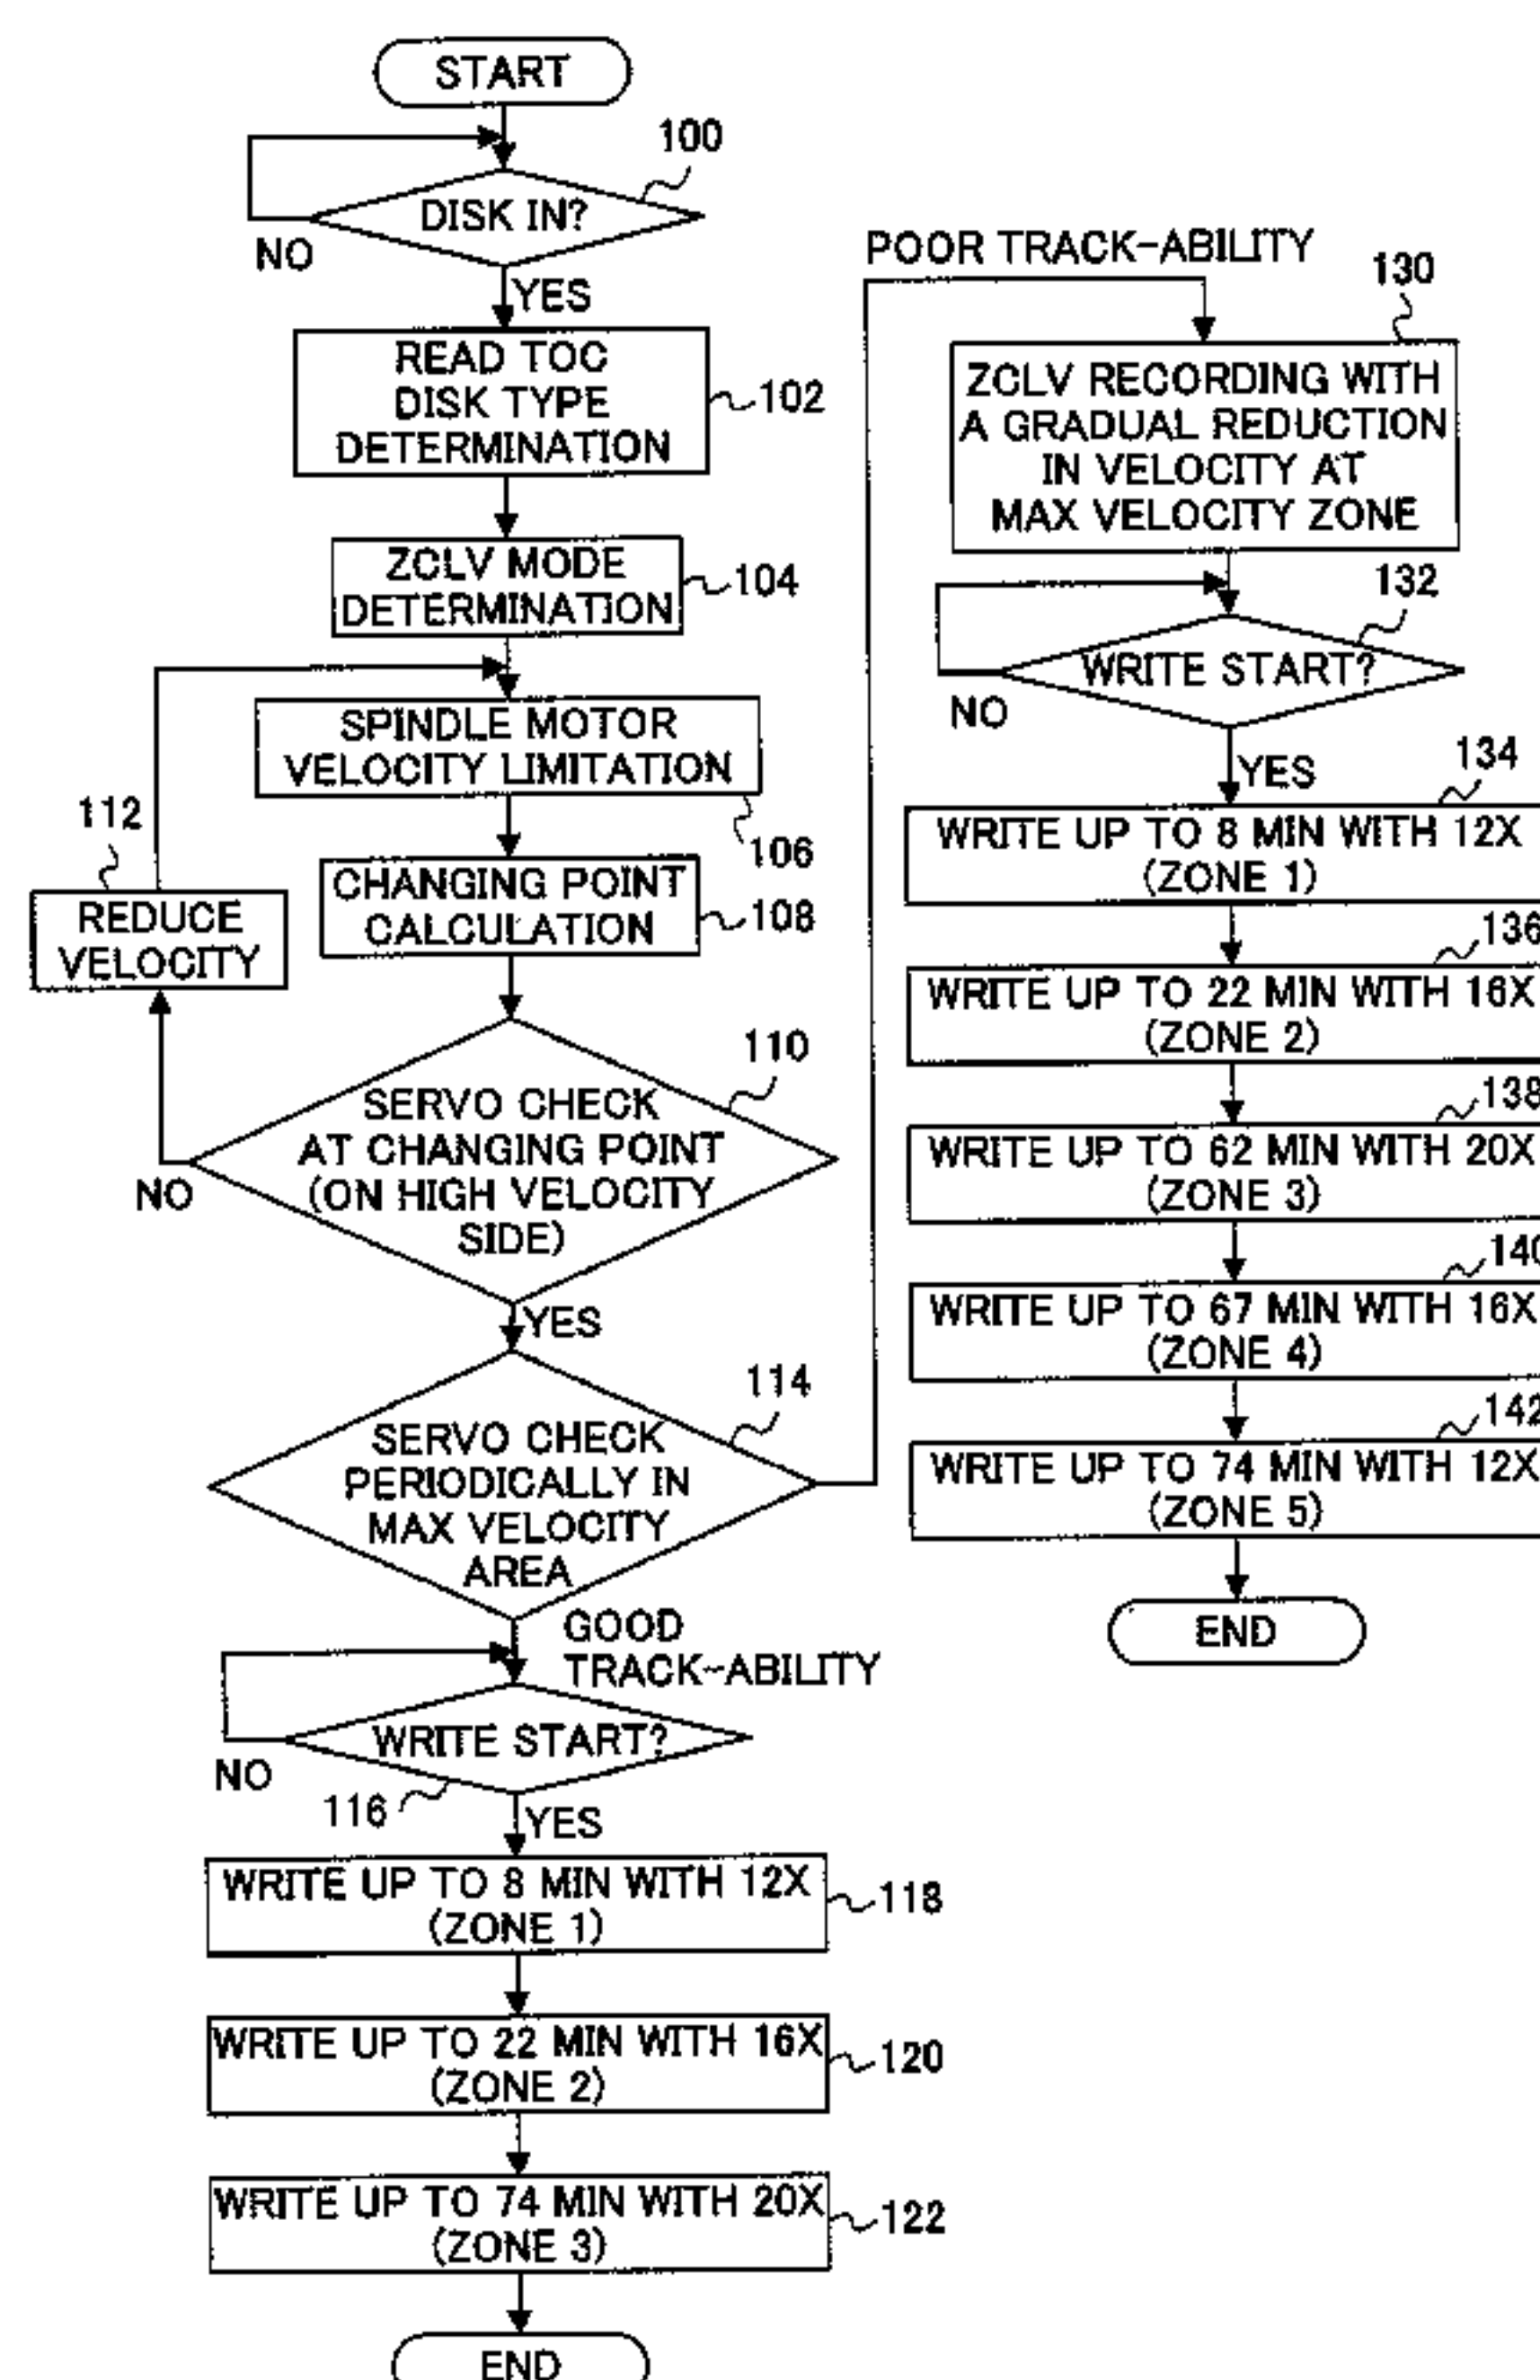 START
100
DISK IN?
NO
YES
READ TOC
DISK TYPE
DETERMINATION
102
ZCLV MODE
DETERMINATION
104
SPINDLE MOTOR
VELOCITY LIMITATION
106
112
REDUCE
VELOCITY
CHANGING POINT
CALCULATION
108
110
SERVO CHECK
AT CHANGING POINT
(ON HIGH VELOCITY
SIDE)
NO
YES
114
SERVO CHECK
PERIODICALLY IN
MAX VELOCITY
AREA
GOOD
TRACK-ABILITY
WRITE START?
NO
116
YES
WRITE UP TO 8 MIN WITH 12X
(ZONE 1)
118
WRITE UP TO 22 MIN WITH 16X
(ZONE 2)
120
WRITE UP TO 74 MIN WITH 20X
(ZONE 3)
122
END
POOR TRACK-ABILITY
130
ZCLV RECORDING WITH
A GRADUAL REDUCTION
IN VELOCITY AT
MAX VELOCITY ZONE
132
WRITE START?
NO
YES
134
WRITE UP TO 8 MIN WITH 12X
(ZONE 1)
136
WRITE UP TO 22 MIN WITH 16X
(ZONE 2)
138
WRITE UP TO 62 MIN WITH 20X
(ZONE 3)
140
WRITE UP TO 67 MIN WITH 16X
(ZONE 4)
142
WRITE UP TO 74 MIN WITH 12X
(ZONE 5)
END